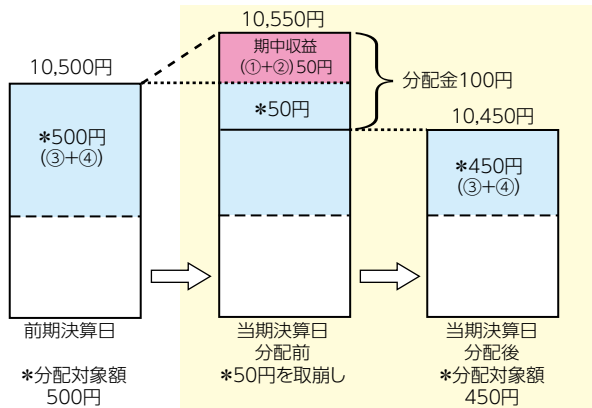 10,500円
*500円
(③+④)
前期決算日
*分配対象額
500円
10,550円
期中収益
(①+②)50円
*50円
分配金100円
当期決算日
分配前
*50円を取崩し
10,450円
*450円
(③+④)
当期決算日
分配後
*分配対象額
450円